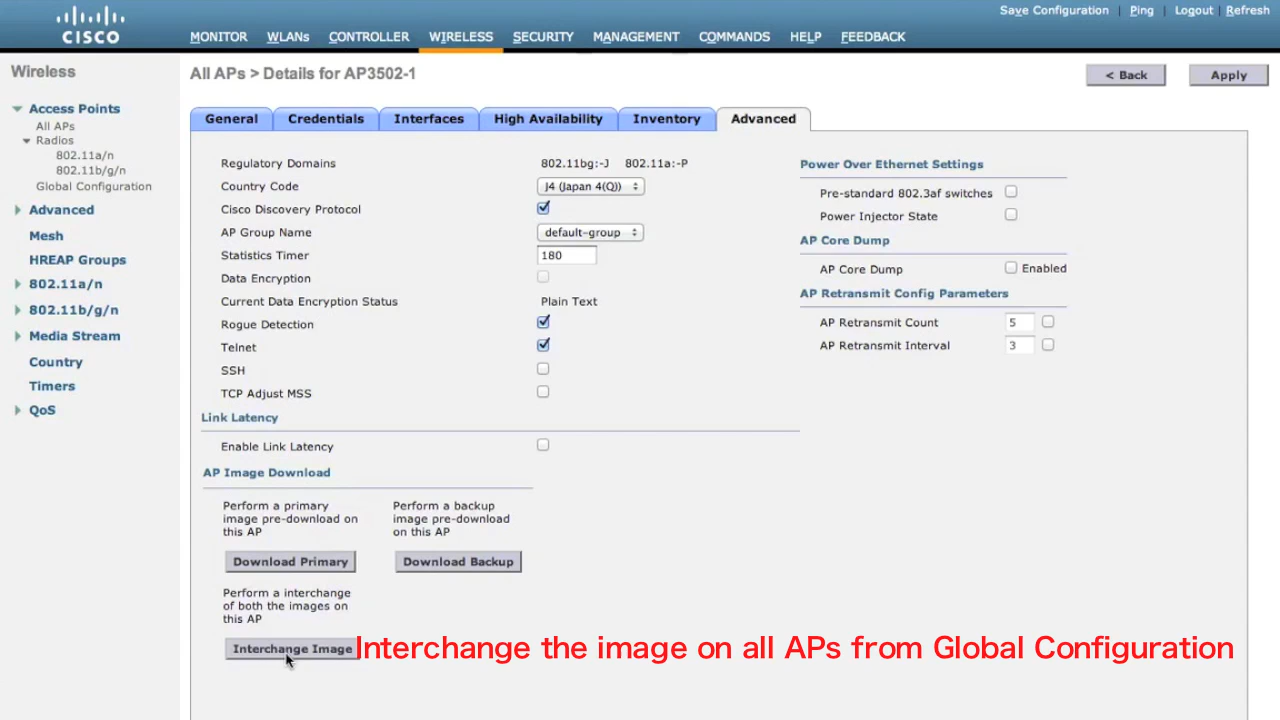 Save Configuration | Ping | Logout | Refresh
CISCO
MONITOR WLANs CONTROLLER WIRELESS SECURITY MANAGEMENT COMMANDS HELP FEEDBACK
Wireless
All APs > Details for AP3502-1
< Back
Apply
Access Points
All APs
Radios
802.11a/n
802.11b/g/n
Global Configuration
Advanced
Mesh
HREAP Groups
802.11a/n
802.11b/g/n
Media Stream
Country
Timers
QoS
General Credentials Interfaces High Availability Inventory Advanced
Regulatory Domains 802.11bg:-J 802.11a:-P
Country Code J4 (Japan 4(Q))
Cisco Discovery Protocol
AP Group Name default-group
Statistics Timer 180
Data Encryption
Current Data Encryption Status Plain Text
Rogue Detection
Telnet
SSH
TCP Adjust MSS
Link Latency
Enable Link Latency
AP Image Download
Perform a primary
image pre-download on
this AP
Download Primary
Perform a backup
image pre-download
on this AP
Download Backup
Perform a interchange
of both the images on
this AP
Interchange Image
Interchange the image on all APs from Global Configuration
Power Over Ethernet Settings
Pre-standard 802.3af switches
Power Injector State
AP Core Dump
AP Core Dump Enabled
AP Retransmit Config Parameters
AP Retransmit Count 5
AP Retransmit Interval 3